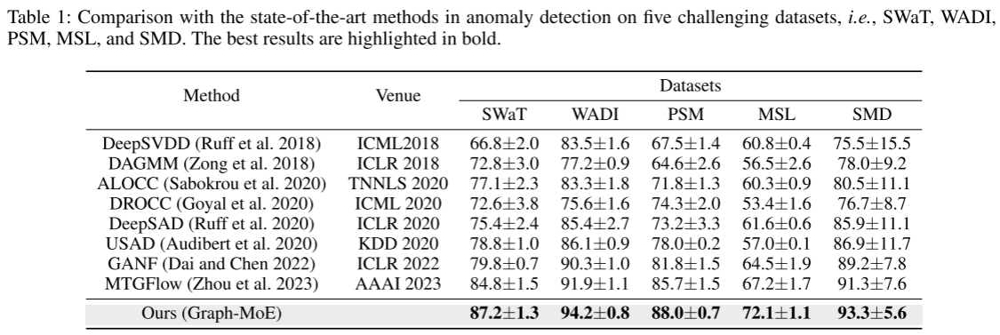 Table 1: Comparison with the state-of-the-art methods in anomaly detection on five challenging datasets, i.e., SWaT, WADI,
PSM, MSL, and SMD. The best results are highlighted in bold.
Method Venue Datasets
SWaT WADI PSM MSL SMD
DeepSVDD (Ruff et al. 2018) ICML2018 66.8±2.0 83.5±1.6 67.5±1.4 60.8±0.4 75.5±15.5
DAGMM (Zong et al. 2018) ICLR 2018 72.8±3.0 77.2±0.9 64.6±2.6 56.5±2.6 78.0±9.2
ALOCC (Sabokrou et al. 2020) TNNLS 2020 77.1±2.3 83.3±1.8 71.8±1.3 60.3±0.9 80.5±11.1
DROCC (Goyal et al. 2020) ICML 2020 72.6±3.8 75.6±1.6 74.3±2.0 53.4±1.6 76.7±8.7
DeepSAD (Ruff et al. 2020) ICLR 2020 75.4±2.4 85.4±2.7 73.2±3.3 61.6±0.6 85.9±11.1
USAD (Audibert et al. 2020) KDD 2020 78.8±1.0 86.1±0.9 78.0±0.2 57.0±0.1 86.9±11.7
GANF (Dai and Chen 2022) ICLR 2022 79.8±0.7 90.3±1.0 81.8±1.5 64.5±1.9 89.2±7.8
MTGFlow (Zhou et al. 2023) AAAI 2023 84.8±1.5 91.9±1.1 85.7±1.5 67.2±1.7 91.3±7.6
Ours (Graph-MoE) 87.2±1.3 94.2±0.8 88.0±0.7 72.1±1.1 93.3±5.6